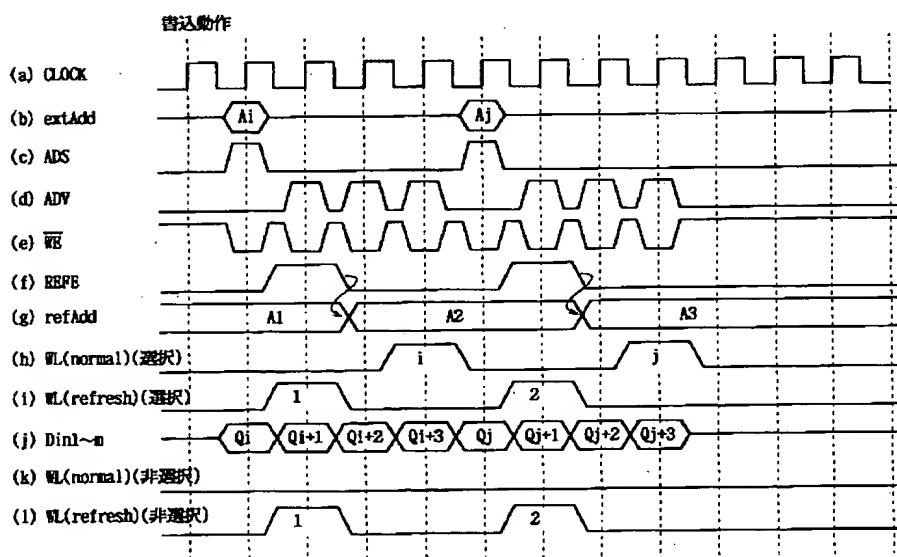 書込動作
(a) CLOCK
(b) extAdd Ai Aj
(c) ADS
(d) ADV
(e) W̅E̅
(f) REFE
(g) refAdd A1 A2 A3
(h) WL(normal)(選択) i j
(i) WL(refresh)(選択) 1 2
(j) Din1~m Qi Qi+1 Qi+2 Qi+3 Qj Qj+1 Qj+2 Qj+3
(k) WL(normal)(非選択)
(l) WL(refresh)(非選択) 1 2